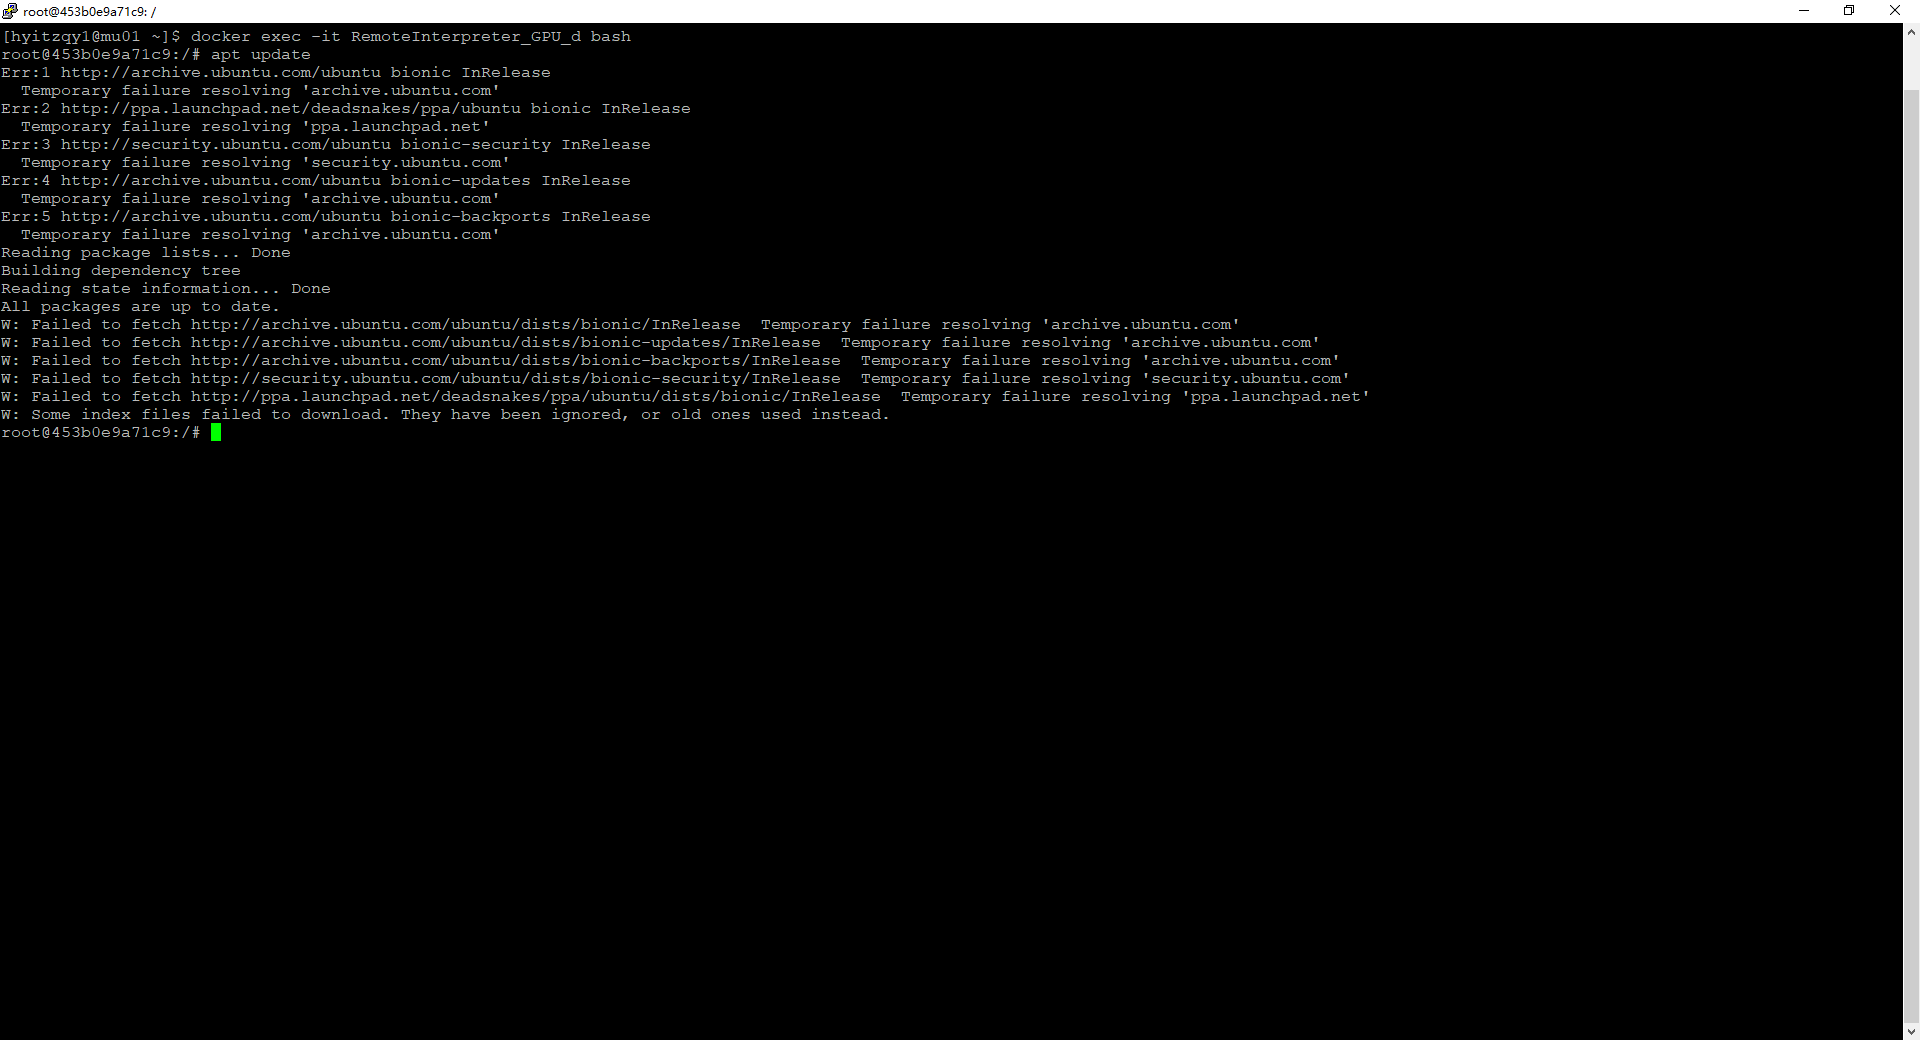 root@453b0e9a71c9: /
[hyitzqy1@mu01 ~]$ docker exec -it RemoteInterpreter_GPU_d bash
root@453b0e9a71c9:/# apt update
Err:1 http://archive.ubuntu.com/ubuntu bionic InRelease
  Temporary failure resolving 'archive.ubuntu.com'
Err:2 http://ppa.launchpad.net/deadsnakes/ppa/ubuntu bionic InRelease
  Temporary failure resolving 'ppa.launchpad.net'
Err:3 http://security.ubuntu.com/ubuntu bionic-security InRelease
  Temporary failure resolving 'security.ubuntu.com'
Err:4 http://archive.ubuntu.com/ubuntu bionic-updates InRelease
  Temporary failure resolving 'archive.ubuntu.com'
Err:5 http://archive.ubuntu.com/ubuntu bionic-backports InRelease
  Temporary failure resolving 'archive.ubuntu.com'
Reading package lists... Done
Building dependency tree
Reading state information... Done
All packages are up to date.
W: Failed to fetch http://archive.ubuntu.com/ubuntu/dists/bionic/InRelease  Temporary failure resolving 'archive.ubuntu.com'
W: Failed to fetch http://archive.ubuntu.com/ubuntu/dists/bionic-updates/InRelease  Temporary failure resolving 'archive.ubuntu.com'
W: Failed to fetch http://archive.ubuntu.com/ubuntu/dists/bionic-backports/InRelease  Temporary failure resolving 'archive.ubuntu.com'
W: Failed to fetch http://security.ubuntu.com/ubuntu/dists/bionic-security/InRelease  Temporary failure resolving 'security.ubuntu.com'
W: Failed to fetch http://ppa.launchpad.net/deadsnakes/ppa/ubuntu/dists/bionic/InRelease  Temporary failure resolving 'ppa.launchpad.net'
W: Some index files failed to download. They have been ignored, or old ones used instead.
root@453b0e9a71c9:/#